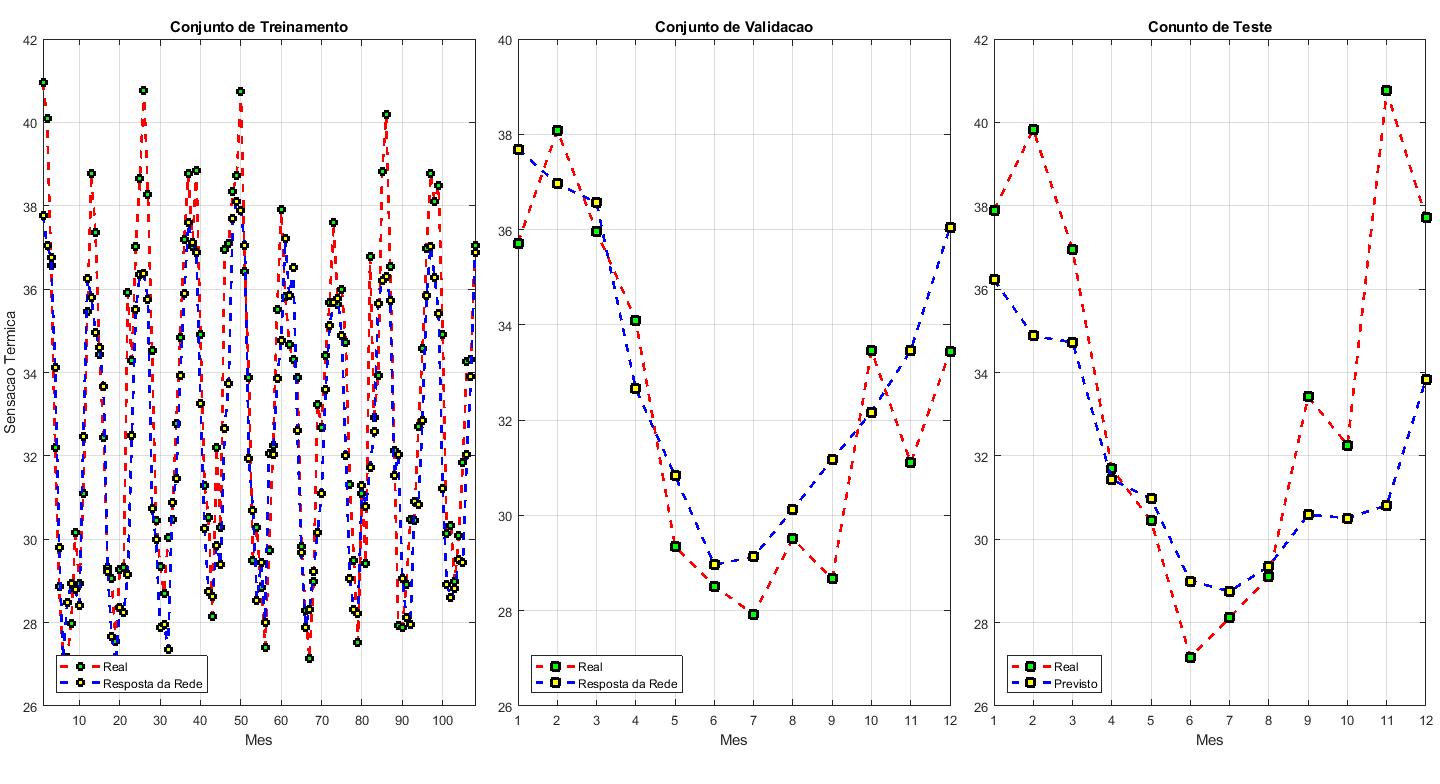 Conjunto de Treinamento
42
40
38
36
34
32
30
28
26
Sensacao Termica
10 20 30 40 50 60 70 80 90 100
Mes
Real
Resposta da Rede
Conjunto de Validacao
40
38
36
34
32
30
28
26
1 2 3 4 5 6 7 8 9 10 11 12
Mes
Real
Resposta da Rede
Conunto de Teste
42
40
38
36
34
32
30
28
26
1 2 3 4 5 6 7 8 9 10 11 12
Mes
Real
Previsto